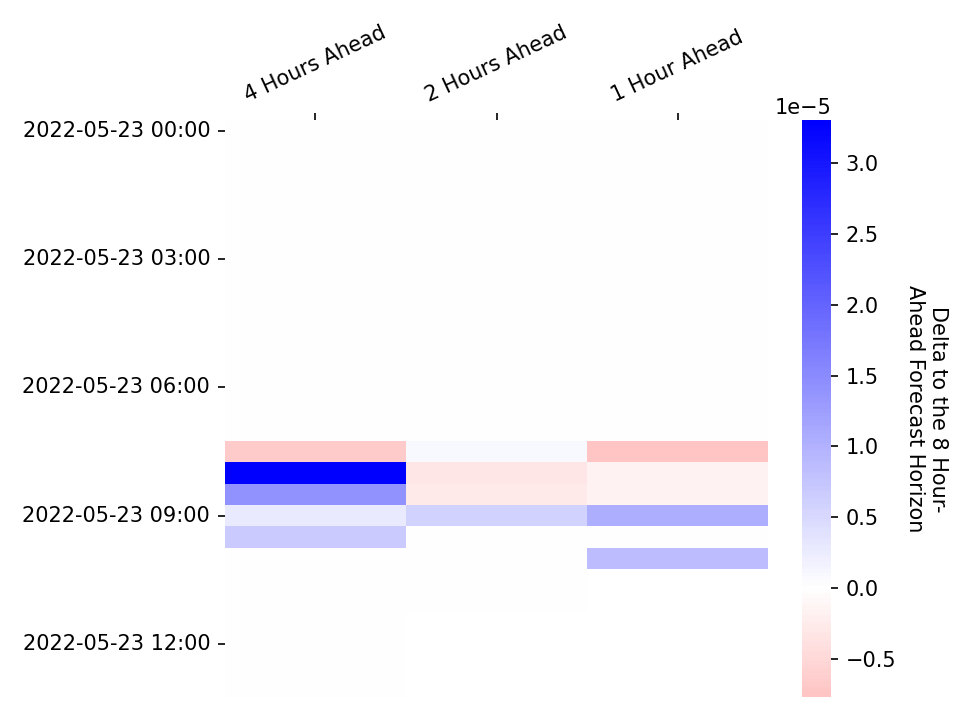 4 Hours Ahead
2 Hours Ahead
1 Hour Ahead
1e−5
2022-05-23 00:00
2022-05-23 03:00
2022-05-23 06:00
2022-05-23 09:00
2022-05-23 12:00
3.0
2.5
2.0
1.5
1.0
0.5
0.0
−0.5
Delta to the 8 Hour-
Ahead Forecast Horizon